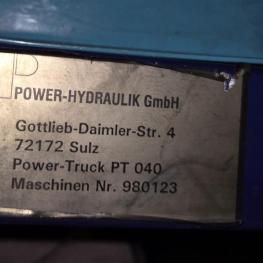 P
POWER-HYDRAULIK GmbH
Gottlieb-Daimler-Str. 4
72172 Sulz
Power-Truck PT 040
Maschinen Nr. 980123